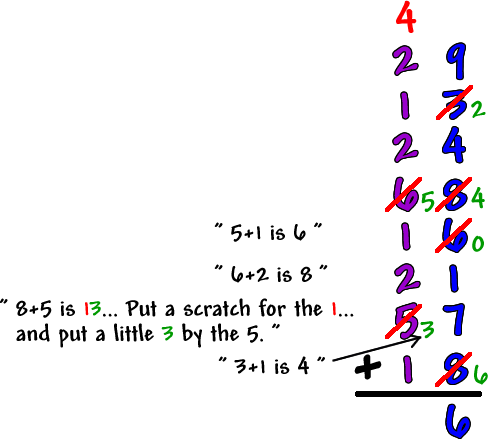 4
2 9
1 3 2
2 4
6 5 8 4
" 5+1 is 6 " 1 6 0
" 6+2 is 8 " 2 1
" 8+5 is 13... Put a scratch for the 1...
and put a little 3 by the 5. " 5 3 7
" 3+1 is 4 " + 1 8 6
6